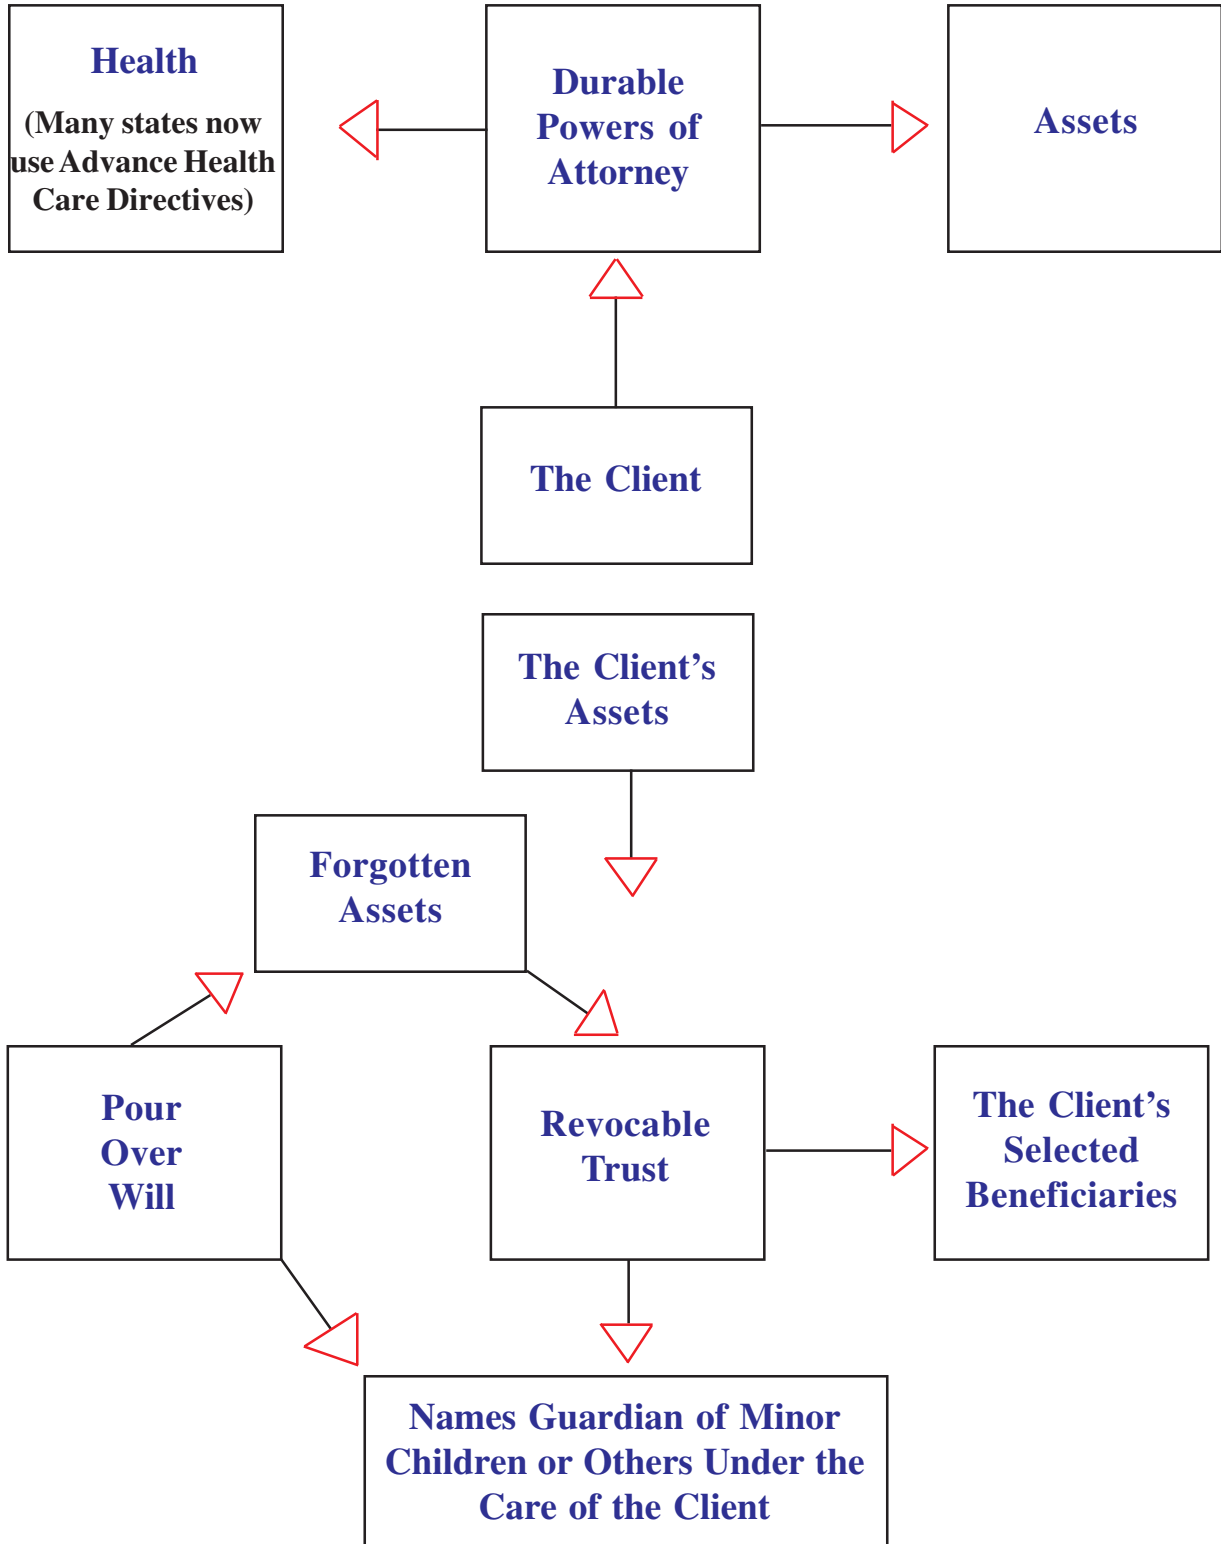 Health
(Many states now
use Advance Health
Care Directives)
Durable
Powers of
Attorney
Assets
The Client
The Client’s
Assets
Forgotten
Assets
Pour
Over
Will
Revocable
Trust
The Client’s
Selected
Beneficiaries
Names Guardian of Minor
Children or Others Under the
Care of the Client